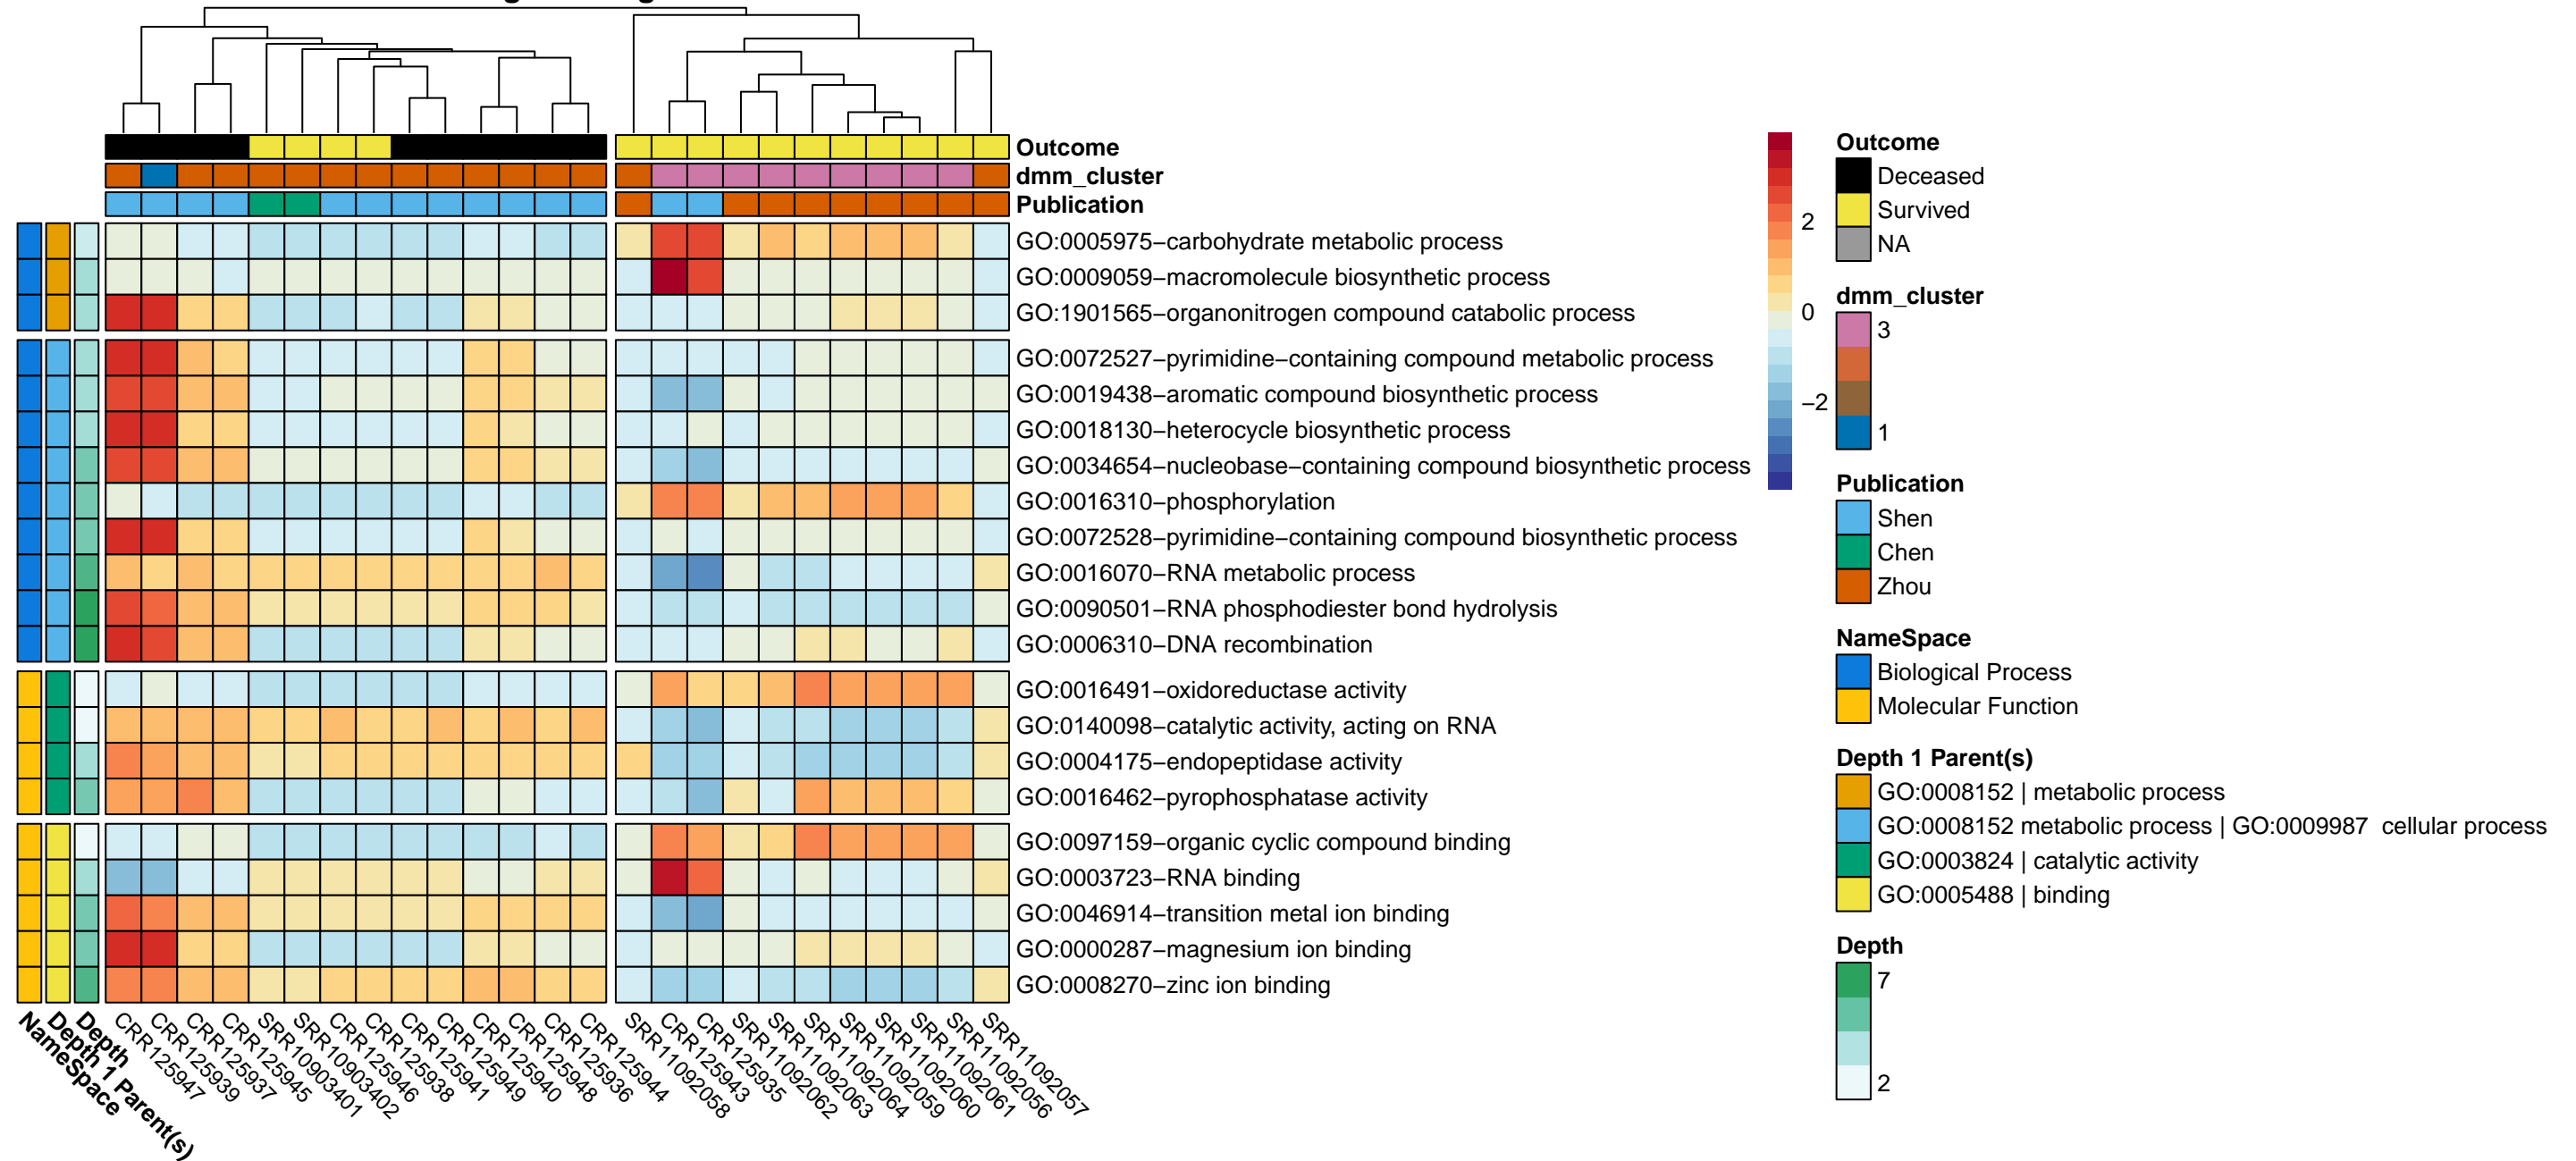 Outcome
dmm_cluster
Publication
GO:0005975−carbohydrate metabolic process
GO:0009059−macromolecule biosynthetic process
GO:1901565−organonitrogen compound catabolic process
GO:0072527−pyrimidine−containing compound metabolic process
GO:0019438−aromatic compound biosynthetic process
GO:0018130−heterocycle biosynthetic process
GO:0034654−nucleobase−containing compound biosynthetic process
GO:0016310−phosphorylation
GO:0072528−pyrimidine−containing compound biosynthetic process
GO:0016070−RNA metabolic process
GO:0090501−RNA phosphodiester bond hydrolysis
GO:0006310−DNA recombination
GO:0016491−oxidoreductase activity
GO:0140098−catalytic activity, acting on RNA
GO:0004175−endopeptidase activity
GO:0016462−pyrophosphatase activity
GO:0097159−organic cyclic compound binding
GO:0003723−RNA binding
GO:0046914−transition metal ion binding
GO:0000287−magnesium ion binding
GO:0008270−zinc ion binding
NameSpace
Depth 1 Parent(s)
Depth
CRR125947
CRR125939
CRR125937
CRR125945
SRR10903401
SRR10903402
CRR125946
CRR125938
CRR125941
CRR125949
CRR125940
CRR125948
CRR125936
CRR125944
SRR11092058
CRR125943
CRR125935
SRR11092062
SRR11092063
SRR11092064
SRR11092059
SRR11092060
SRR11092061
SRR11092056
SRR11092057
2
0
−2
Outcome
Deceased
Survived
NA
dmm_cluster
3
1
Publication
Shen
Chen
Zhou
NameSpace
Biological Process
Molecular Function
Depth 1 Parent(s)
GO:0008152 | metabolic process
GO:0008152 metabolic process | GO:0009987 cellular process
GO:0003824 | catalytic activity
GO:0005488 | binding
Depth
7
2